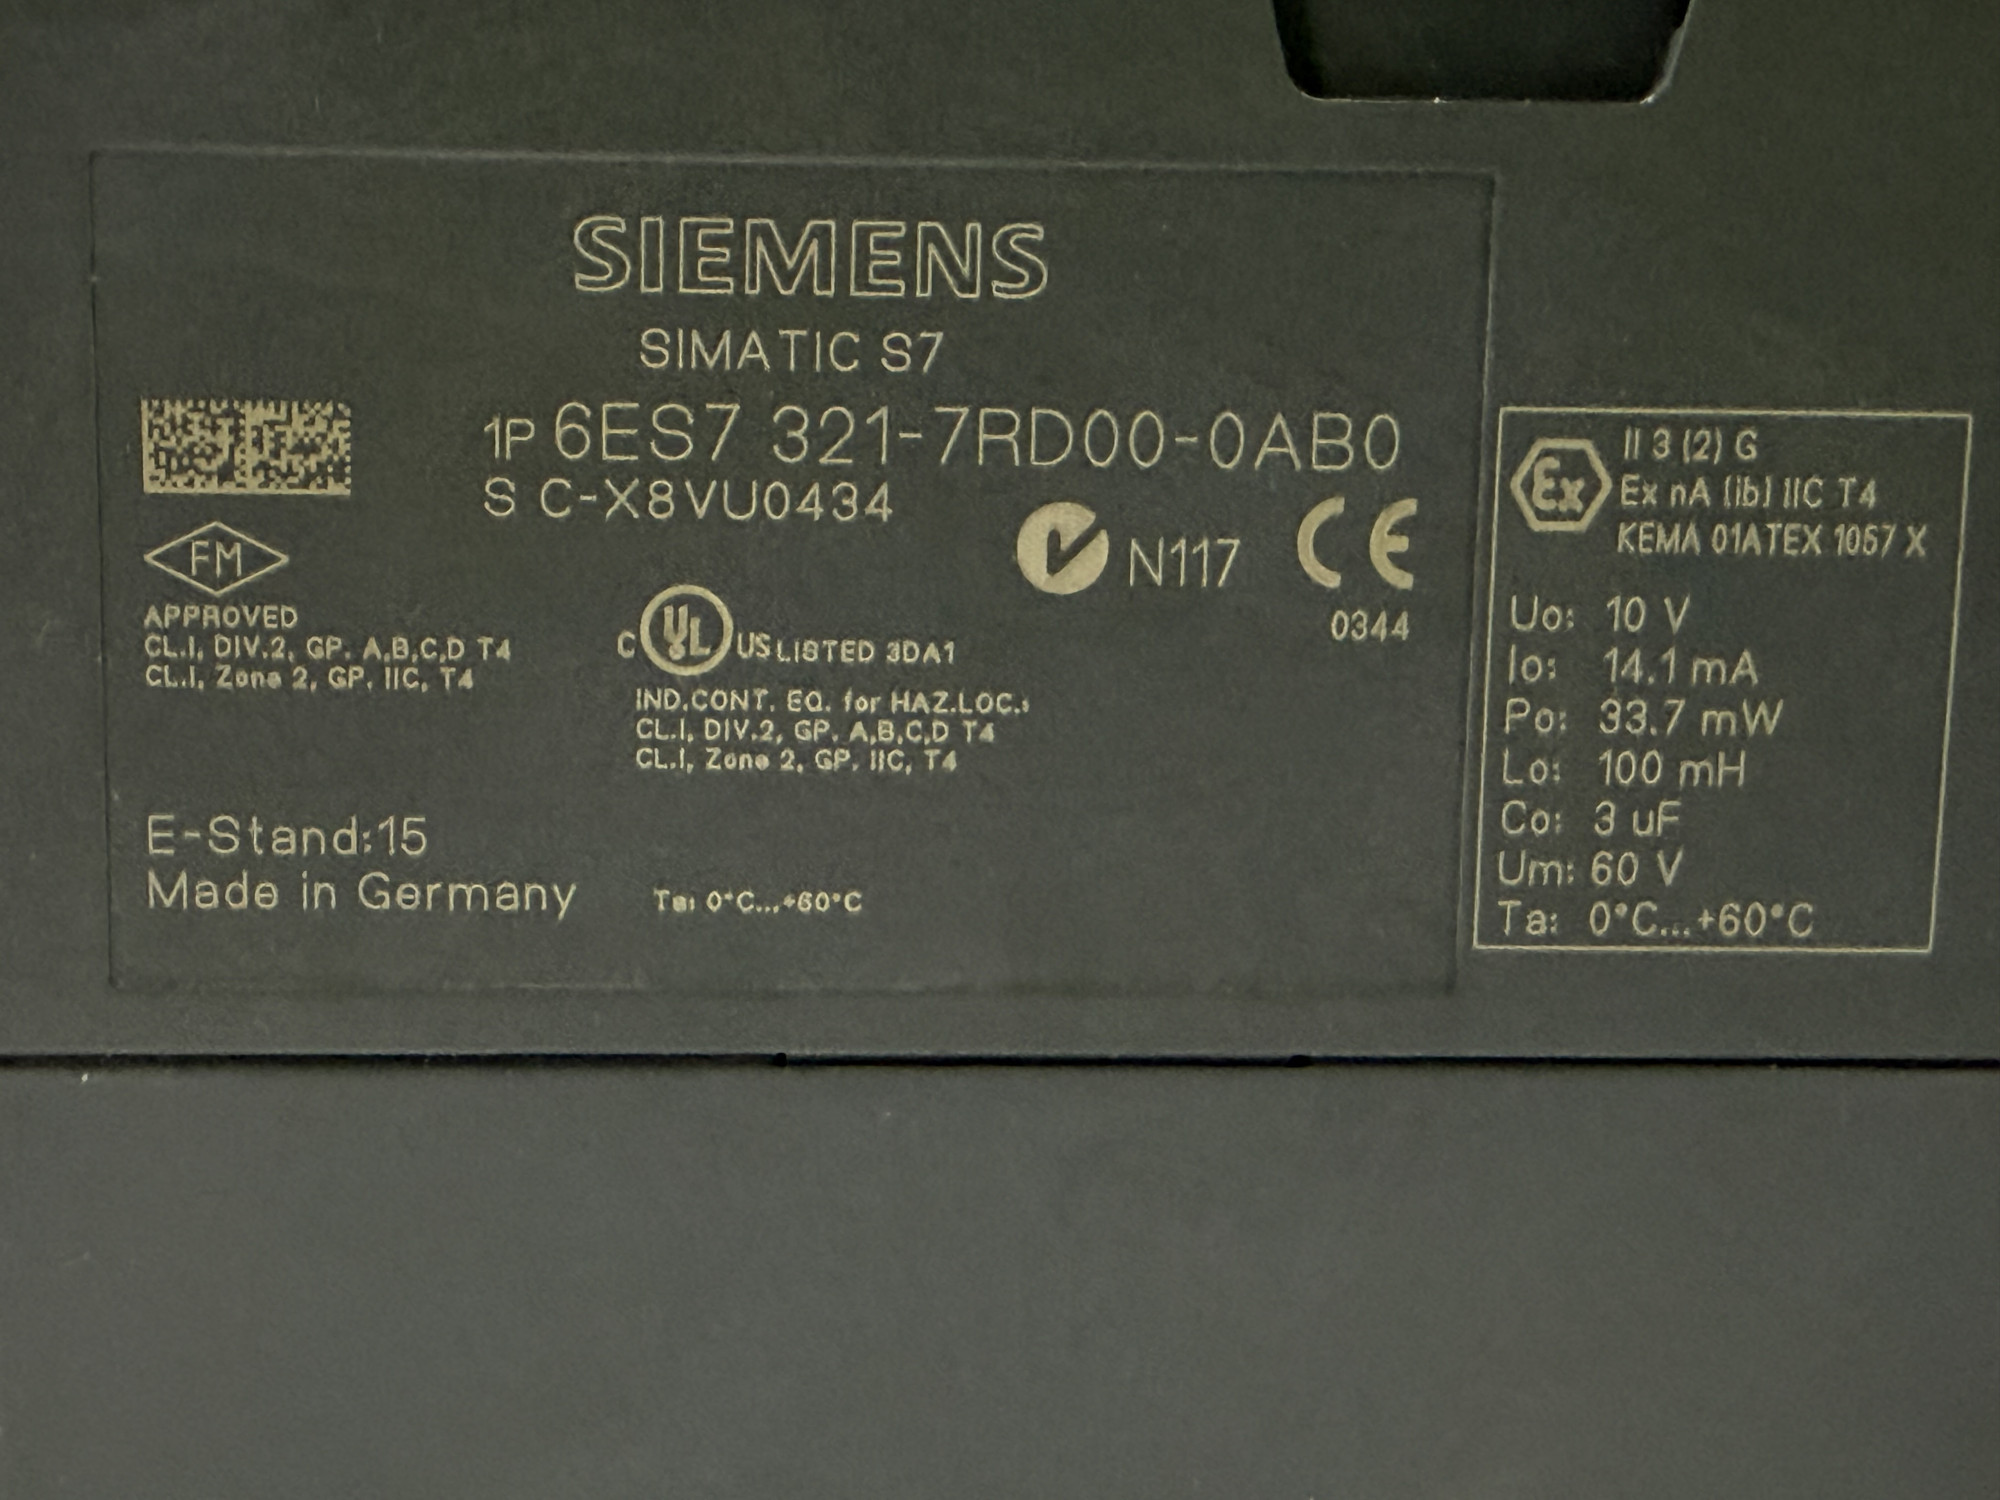 SIEMENS
SIMATIC S7
1P 6ES7 321-7RD00-0AB0
S C-X8VU0434
FM
APPROVED
CL.I, DIV.2, GP. A,B,C,D T4
CL.I, Zone 2, GP. IIC, T4
N117
CE
0344
C UL US LISTED 3DA1
IND.CONT. EQ. for HAZ.LOC.:
CL.I, DIV.2, GP. A,B,C,D T4
CL.I, Zone 2, GP. IIC, T4
E-Stand:15
Made in Germany
Ta: 0°C...+60°C
Ex
II 3 (2) G
Ex nA [ib] IIC T4
KEMA 01ATEX 1057 X
Uo: 10 V
Io: 14.1 mA
Po: 33.7 mW
Lo: 100 mH
Co: 3 uF
Um: 60 V
Ta: 0°C...+60°C